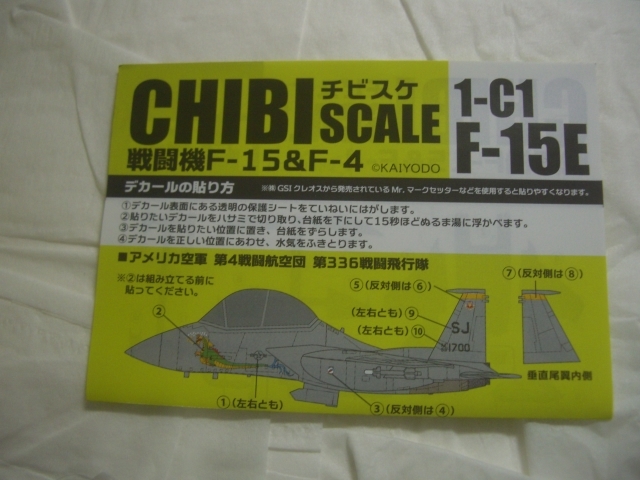 CHIBI チビスケ SCALE
1-C1
F-15E
戦闘機F-15&F-4 ©KAIYODO
デカールの貼り方 ※㈱GSIクレオスから発売されているMr.マークセッターなどを使用すると貼りやすくなります。
①デカール表面にある透明の保護シートをていねいにはがします。
②貼りたいデカールをハサミで切り取り、台紙を下にして15秒ほどぬるま湯に浮かべます。
③デカールを貼りたい位置に置き、台紙をずらします。
④デカールを正しい位置にあわせ、水気をふきとります。
■アメリカ空軍 第4戦闘航空団 第336戦闘飛行隊
※②は組み立てる前に
貼ってください。
⑤(反対側は⑥)
⑦(反対側は⑧)
②
(左右とも)⑨
(左右とも)⑩
SJ
1700
垂直尾翼内側
①(左右とも)
③(反対側は④)